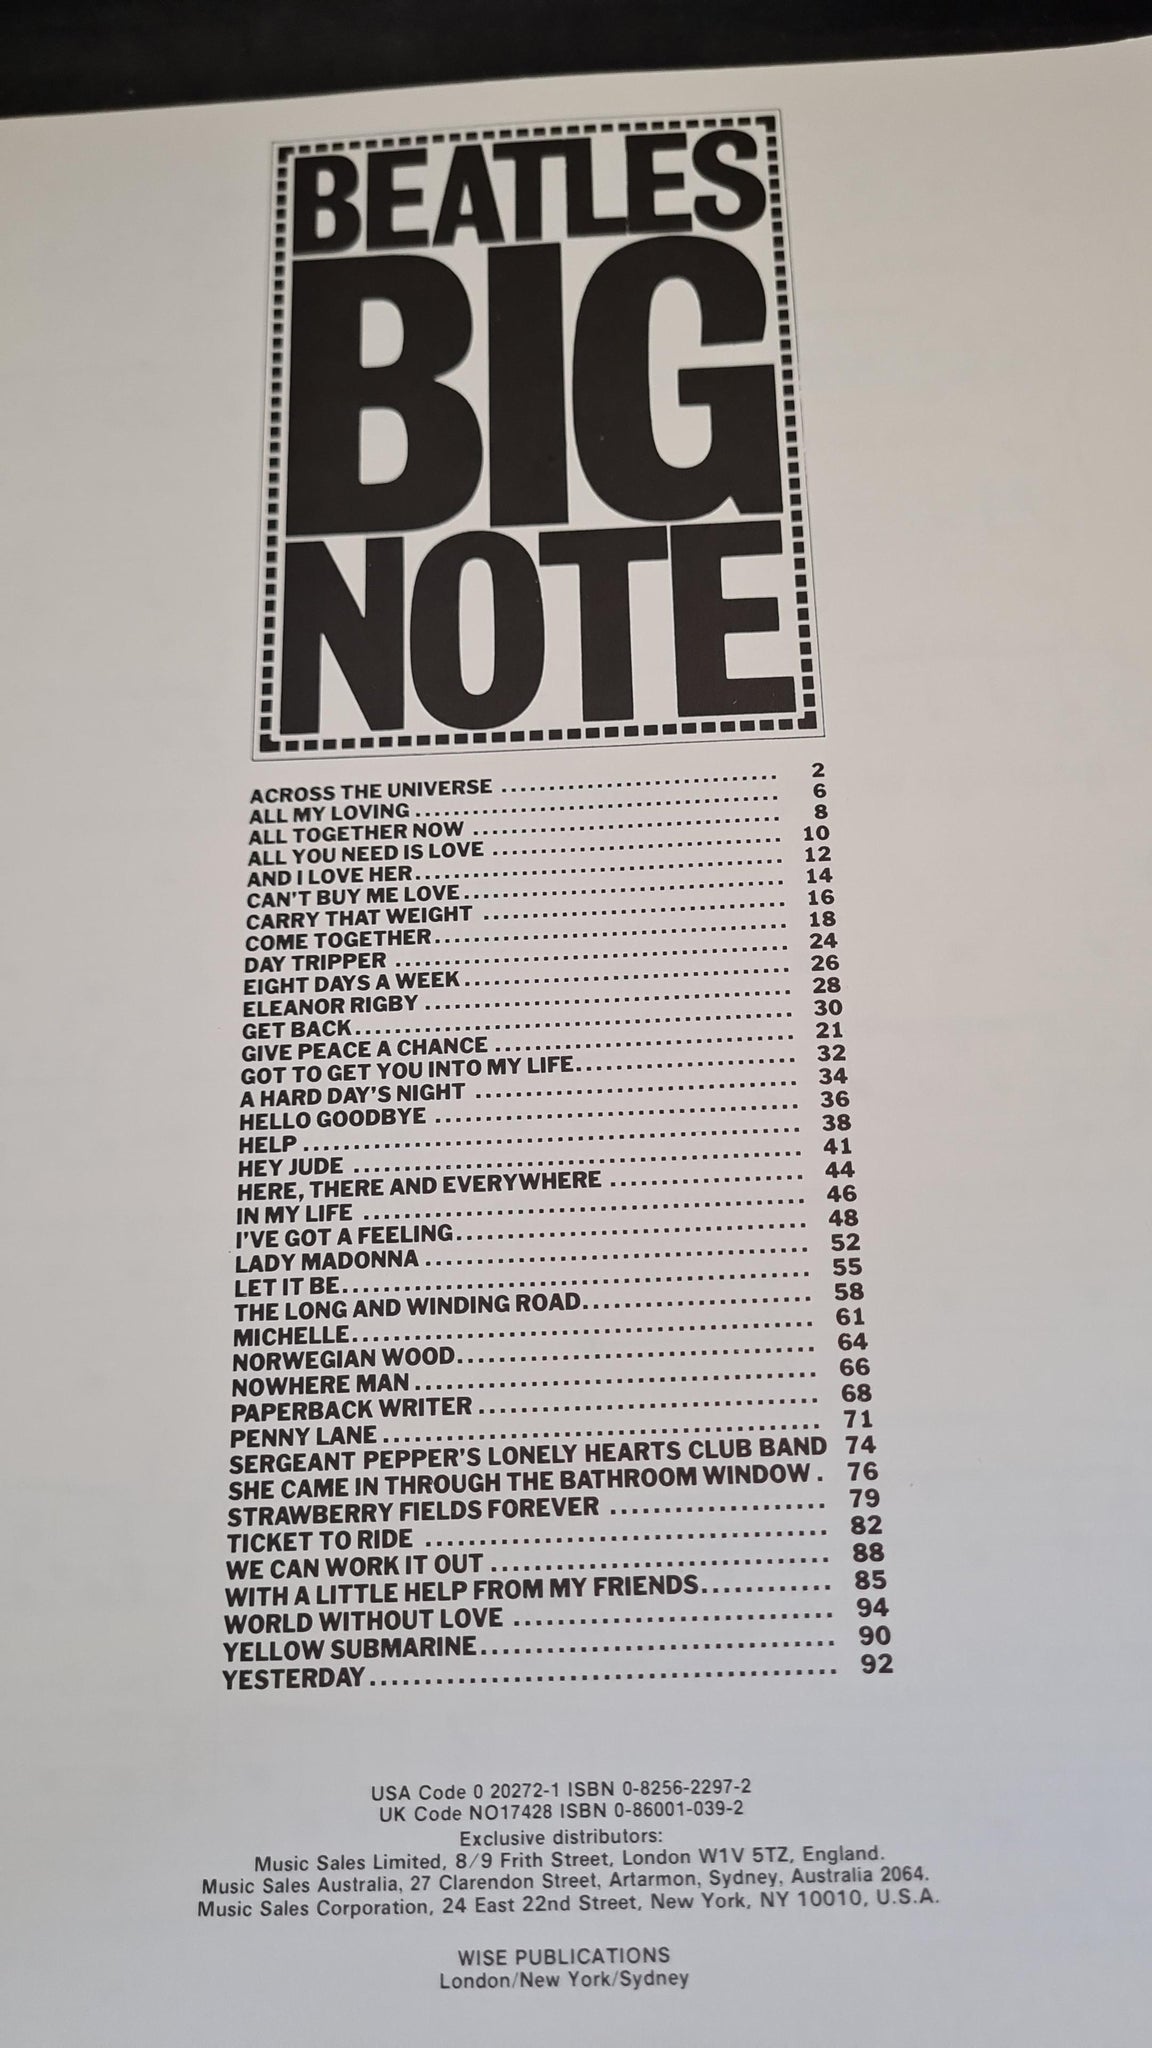 BEATLES
BIG
NOTE
ACROSS THE UNIVERSE ............................ 2
ALL MY LOVING ..................................... 6
ALL TOGETHER NOW ............................... 8
ALL YOU NEED IS LOVE ............................. 10
AND I LOVE HER..................................... 12
CAN'T BUY ME LOVE................................ 14
CARRY THAT WEIGHT .............................. 16
COME TOGETHER................................... 18
DAY TRIPPER ........................................ 24
EIGHT DAYS A WEEK................................ 26
ELEANOR RIGBY .................................... 28
GET BACK............................................ 30
GIVE PEACE A CHANCE ............................. 21
GOT TO GET YOU INTO MY LIFE...................... 32
A HARD DAY'S NIGHT ............................... 34
HELLO GOODBYE .................................... 36
HELP ................................................. 38
HEY JUDE ............................................ 41
HERE, THERE AND EVERYWHERE .................... 44
IN MY LIFE ........................................... 46
I'VE GOT A FEELING................................... 48
LADY MADONNA ...................................... 52
LET IT BE............................................... 55
THE LONG AND WINDING ROAD....................... 58
MICHELLE............................................. 61
NORWEGIAN WOOD.................................. 64
NOWHERE MAN ....................................... 66
PAPERBACK WRITER ................................. 68
PENNY LANE .......................................... 71
SERGEANT PEPPER'S LONELY HEARTS CLUB BAND 74
SHE CAME IN THROUGH THE BATHROOM WINDOW . 76
STRAWBERRY FIELDS FOREVER ..................... 79
TICKET TO RIDE ...................................... 82
WE CAN WORK IT OUT ................................ 88
WITH A LITTLE HELP FROM MY FRIENDS............ 85
WORLD WITHOUT LOVE .............................. 94
YELLOW SUBMARINE................................. 90
YESTERDAY........................................... 92
USA Code 0 20272-1 ISBN 0-8256-2297-2
UK Code NO17428 ISBN 0-86001-039-2
Exclusive distributors:
Music Sales Limited, 8/9 Frith Street, London W1V 5TZ, England.
Music Sales Australia, 27 Clarendon Street, Artarmon, Sydney, Australia 2064.
Music Sales Corporation, 24 East 22nd Street, New York, NY 10010, U.S.A.
WISE PUBLICATIONS
London/New York/Sydney